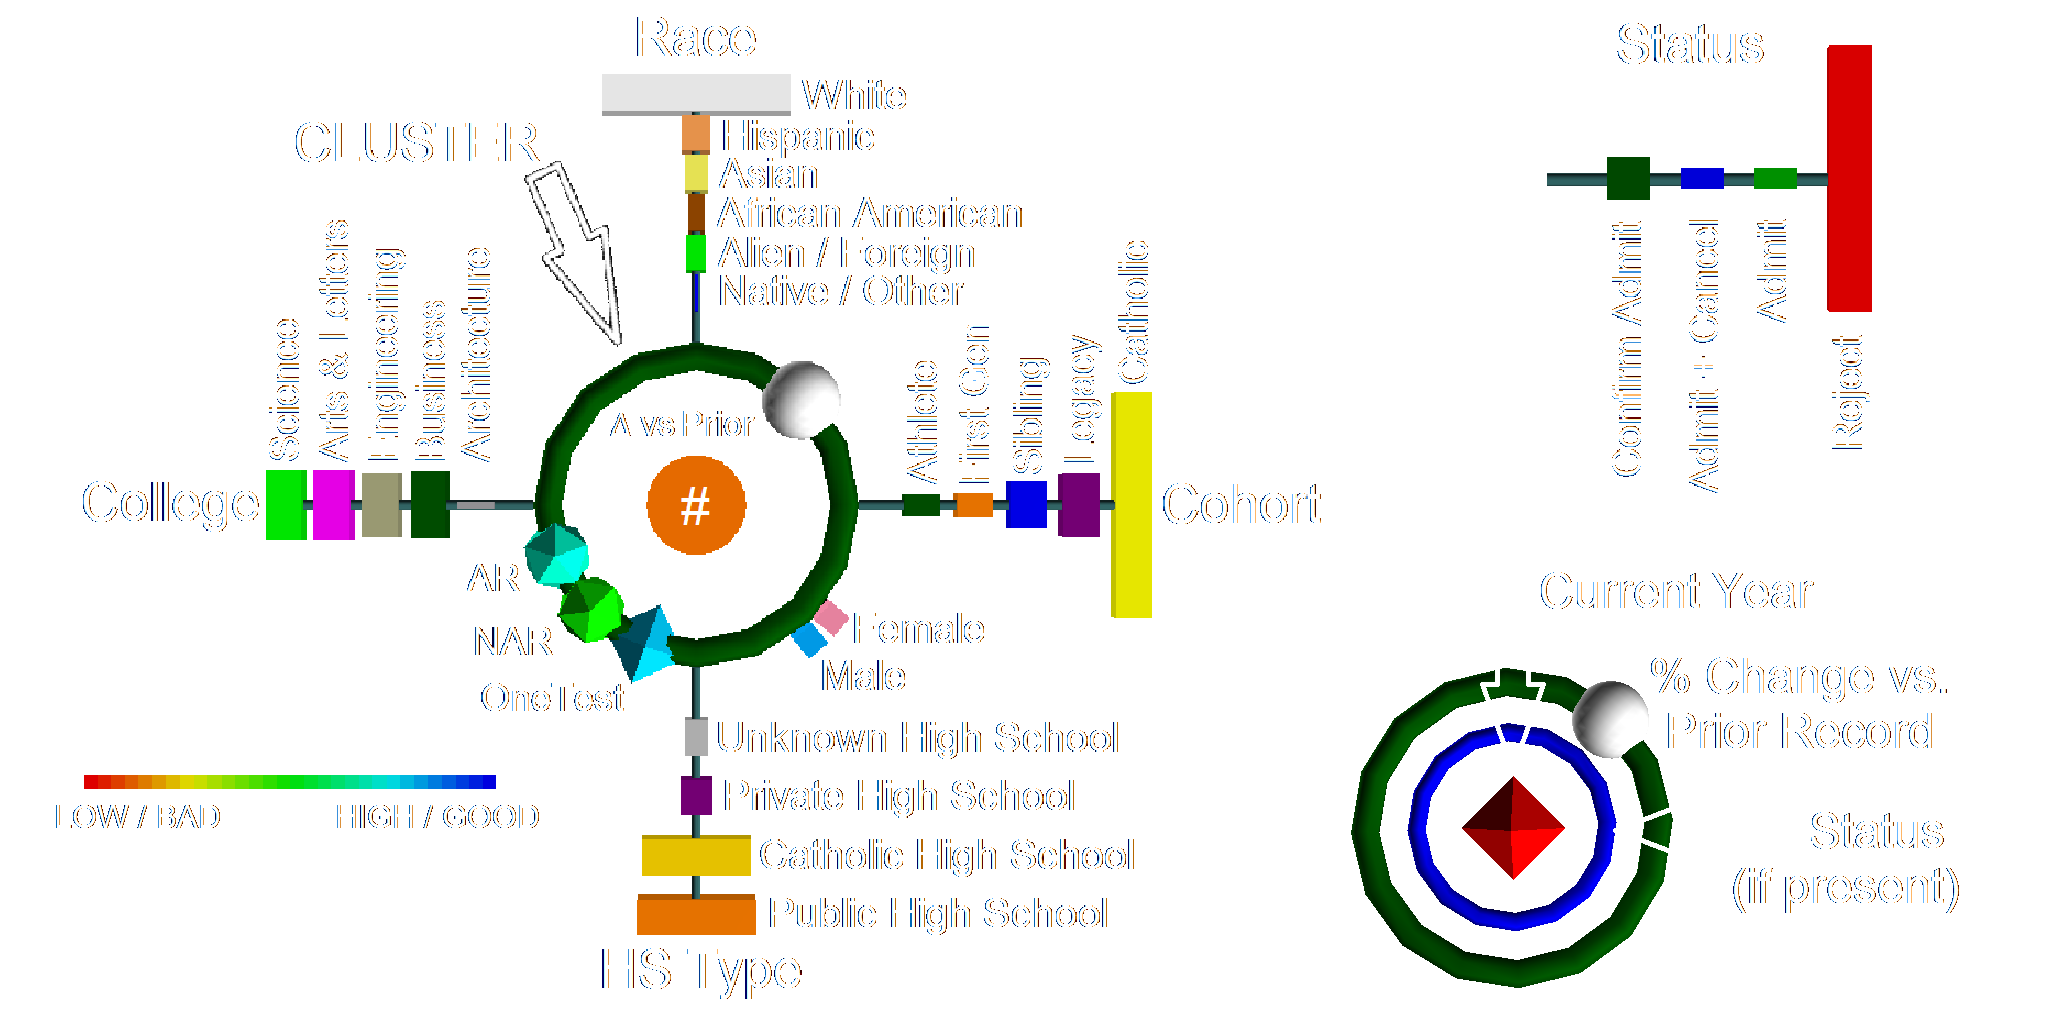 Race
White
Hispanic
Asian
African American
Alien / Foreign
Native / Other
CLUSTER
Science
Arts & Letters
Engineering
Business
Architecture
College
Δ vs Prior
#
Athlete
First Gen
Sibling
Legacy
Catholic
Cohort
AR
NAR
OneTest
Female
Male
Unknown High School
Private High School
Catholic High School
Public High School
HS Type
LOW / BAD
HIGH / GOOD
Status
Confirm Admit
Admit + Cancel
Admit
Reject
Current Year
% Change vs.
Prior Record
Status
(if present)